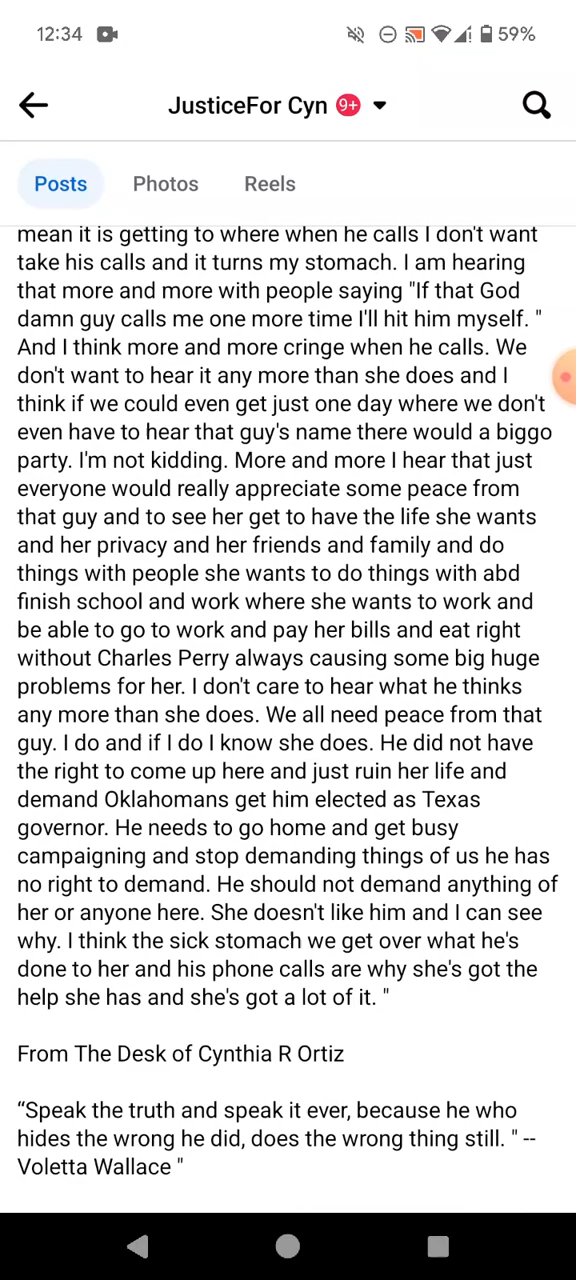 12:34
59%
JusticeFor Cyn 9+
Posts
Photos
Reels
mean it is getting to where when he calls I don't want
take his calls and it turns my stomach. I am hearing
that more and more with people saying "If that God
damn guy calls me one more time I'll hit him myself. "
And I think more and more cringe when he calls. We
don't want to hear it any more than she does and I
think if we could even get just one day where we don't
even have to hear that guy's name there would a biggo
party. I'm not kidding. More and more I hear that just
everyone would really appreciate some peace from
that guy and to see her get to have the life she wants
and her privacy and her friends and family and do
things with people she wants to do things with abd
finish school and work where she wants to work and
be able to go to work and pay her bills and eat right
without Charles Perry always causing some big huge
problems for her. I don't care to hear what he thinks
any more than she does. We all need peace from that
guy. I do and if I do I know she does. He did not have
the right to come up here and just ruin her life and
demand Oklahomans get him elected as Texas
governor. He needs to go home and get busy
campaigning and stop demanding things of us he has
no right to demand. He should not demand anything of
her or anyone here. She doesn't like him and I can see
why. I think the sick stomach we get over what he's
done to her and his phone calls are why she's got the
help she has and she's got a lot of it. "
From The Desk of Cynthia R Ortiz
“Speak the truth and speak it ever, because he who
hides the wrong he did, does the wrong thing still. " --
Voletta Wallace "